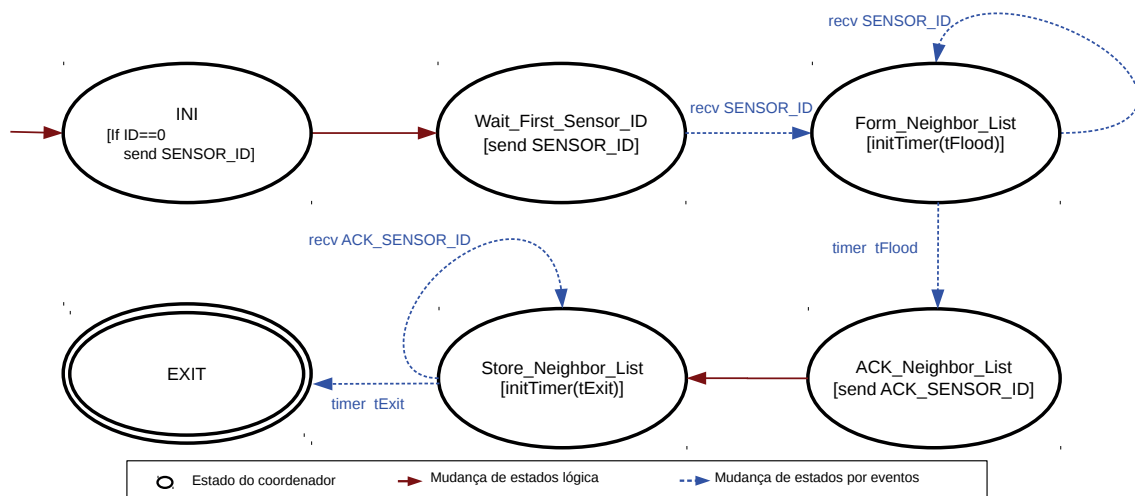 recv SENSOR_ID
INI
[If ID==0
send SENSOR_ID]
Wait_First_Sensor_ID
[send SENSOR_ID]
recv SENSOR_ID
Form_Neighbor_List
[initTimer(tFlood)]
recv ACK_SENSOR_ID
timer tFlood
EXIT
Store_Neighbor_List
[initTimer(tExit)]
ACK_Neighbor_List
[send ACK_SENSOR_ID]
timer tExit
Estado do coordenador
Mudança de estados lógica
Mudança de estados por eventos